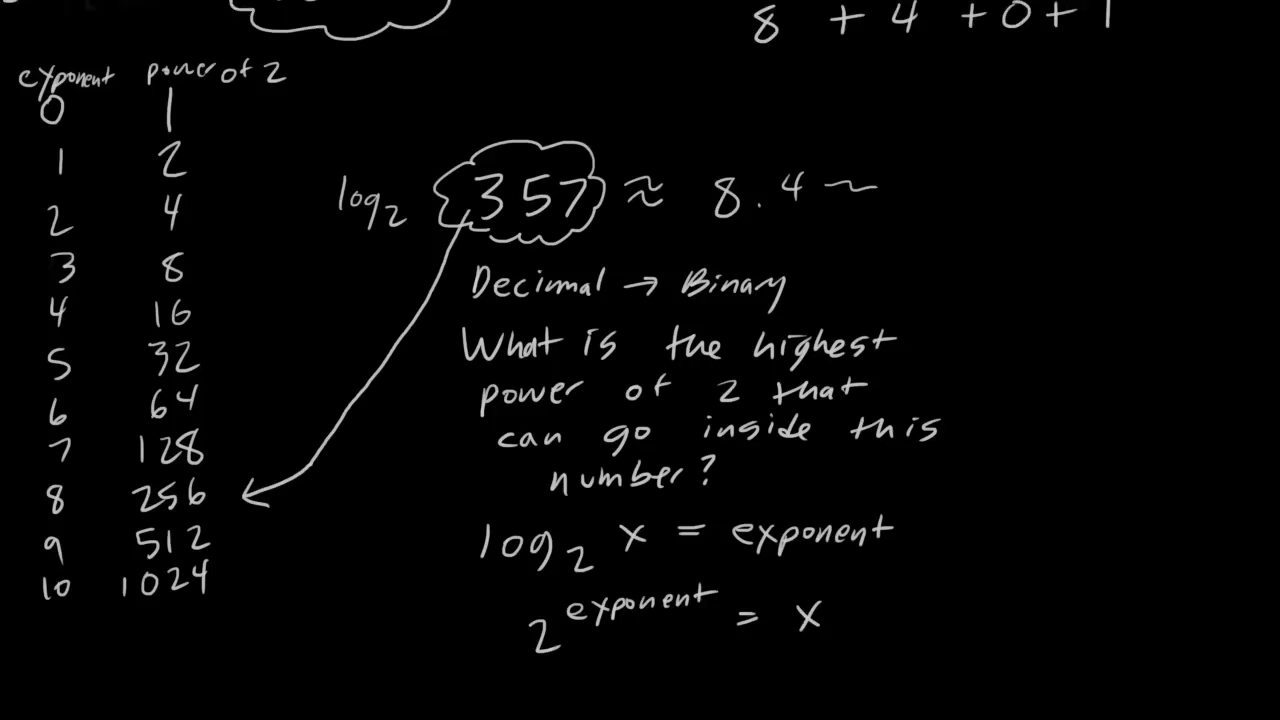 8 + 4 + 0 + 1
exponent power of 2
0 1
1 2
2 4
3 8
4 16
5 32
6 64
7 128
8 256
9 512
10 1024
log2 357 ≈ 8.4~
Decimal → Binary
What is the highest
power of 2 that
can go inside this
number?
log2 x = exponent
2^exponent = x